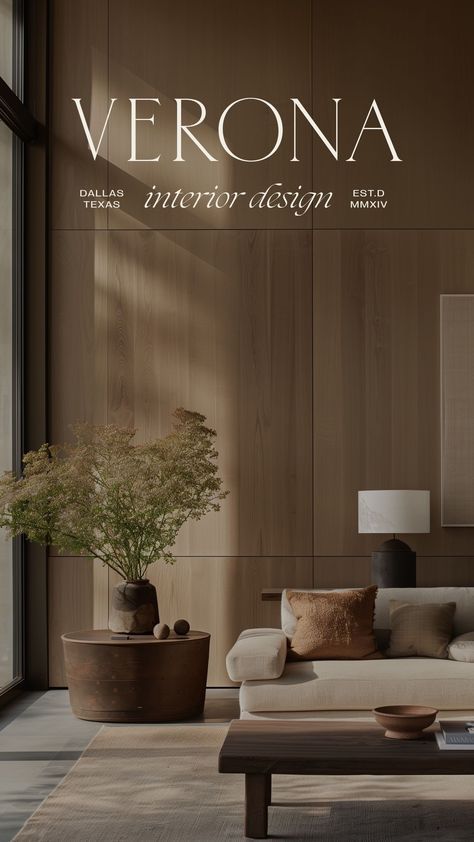 VERONA
DALLAS
TEXAS
interior design
EST.D
MMXIV